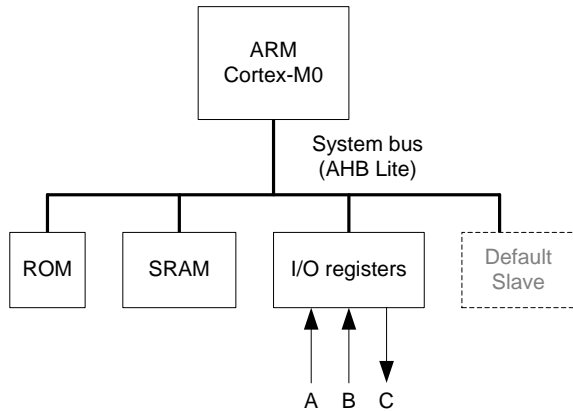 ARM
Cortex-M0
System bus
(AHB Lite)
ROM
SRAM
I/O registers
Default
Slave
A
B
C